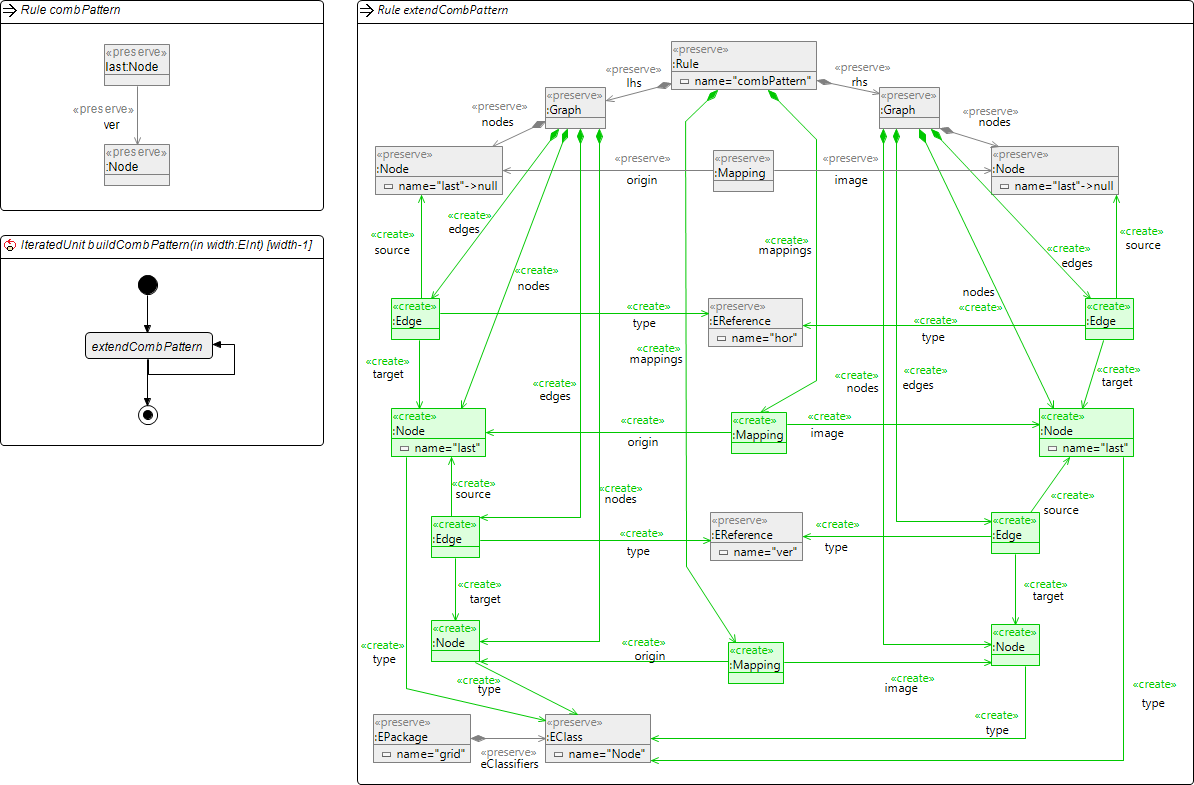 Rule combPattern
«preserve»
last:Node
«preserve»
ver
«preserve»
:Node
IteratedUnit buildCombPattern(in width:EInt) [width-1]
extendCombPattern
Rule extendCombPattern
«preserve»
:Rule
name="combPattern"
«preserve»
lhs
«preserve»
rhs
«preserve»
:Graph
«preserve»
:Graph
«preserve»
nodes
«preserve»
nodes
«preserve»
:Node
name="last"->null
«preserve»
origin
«preserve»
:Mapping
«preserve»
image
«preserve»
:Node
name="last"->null
«create»
edges
«create»
source
«create»
mappings
«create»
source
«create»
edges
«create»
nodes
nodes
«create»
«create»
:Edge
«create»
type
«preserve»
:EReference
name="hor"
«create»
type
«create»
:Edge
«create»
target
«create»
mappings
«create»
edges
«create»
nodes
«create»
edges
«create»
target
«create»
:Node
name="last"
«create»
origin
«create»
:Mapping
«create»
image
«create»
:Node
name="last"
«create»
source
«create»
nodes
«create»
source
«create»
:Edge
«create»
type
«preserve»
:EReference
name="ver"
«create»
type
«create»
:Edge
«create»
target
«create»
target
«create»
:Node
«create»
type
«create»
origin
«create»
:Mapping
«create»
image
«create»
:Node
«create»
type
«create»
type
«create»
type
«preserve»
:EPackage
name="grid"
«preserve»
eClassifiers
«preserve»
:EClass
name="Node"